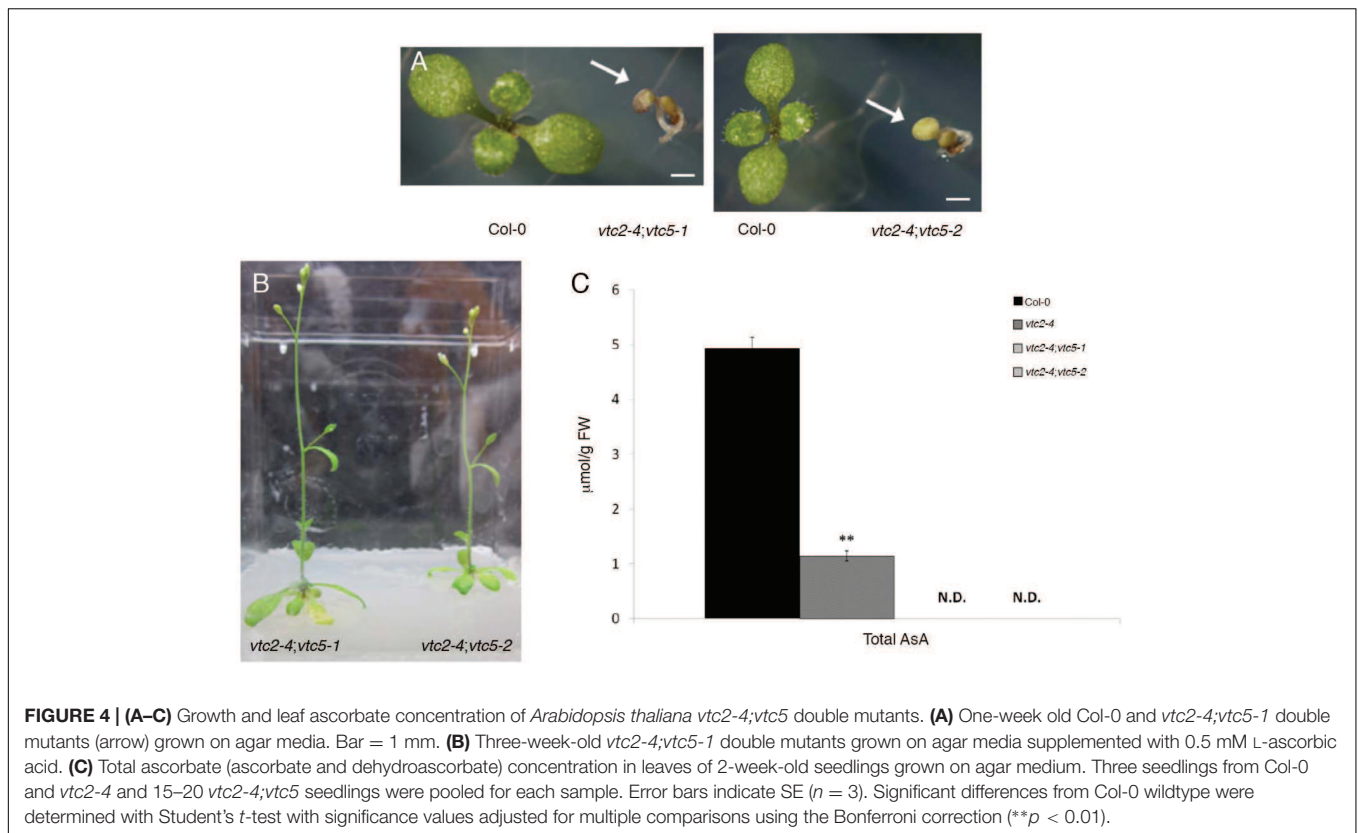 A
Col-0 vtc2-4;vtc5-1 Col-0 vtc2-4;vtc5-2
B
vtc2-4;vtc5-1 vtc2-4;vtc5-2
C
6
5
4
3
2
1
0
μmol/g FW
Col-0
vtc2-4
vtc2-4;vtc5-1
vtc2-4;vtc5-2
**
N.D. N.D.
Total AsA
FIGURE 4 | (A–C) Growth and leaf ascorbate concentration of Arabidopsis thaliana vtc2-4;vtc5 double mutants. (A) One-week old Col-0 and vtc2-4;vtc5-1 double
mutants (arrow) grown on agar media. Bar = 1 mm. (B) Three-week-old vtc2-4;vtc5-1 double mutants grown on agar media supplemented with 0.5 mM L-ascorbic
acid. (C) Total ascorbate (ascorbate and dehydroascorbate) concentration in leaves of 2-week-old seedlings grown on agar medium. Three seedlings from Col-0
and vtc2-4 and 15–20 vtc2-4;vtc5 seedlings were pooled for each sample. Error bars indicate SE (n = 3). Significant differences from Col-0 wildtype were
determined with Student's t-test with significance values adjusted for multiple comparisons using the Bonferroni correction (**p < 0.01).